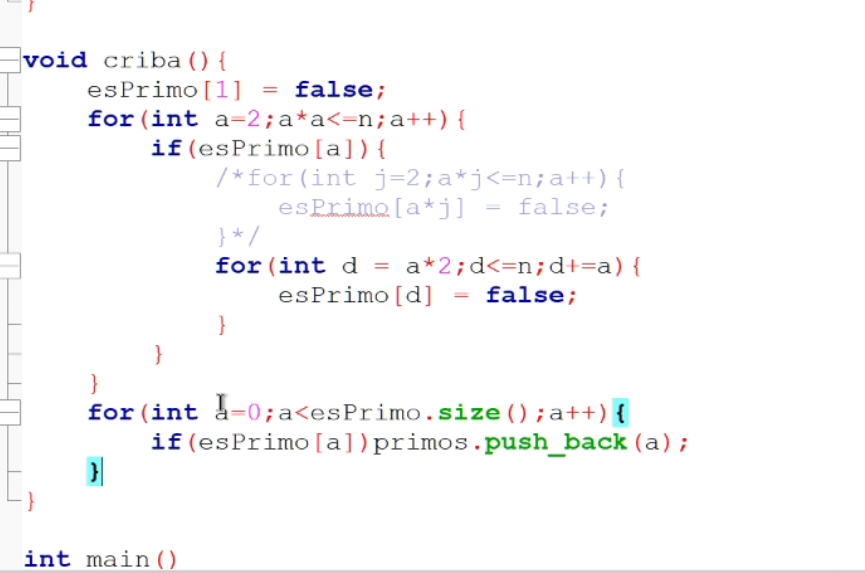 }
void criba(){
esPrimo[1] = false;
for(int a=2;a*a<=n;a++){
if(esPrimo[a]){
/*for(int j=2;a*j<=n;a++){
esPrimo[a*j] = false;
}*/
for(int d = a*2;d<=n;d+=a){
esPrimo[d] = false;
}
}
}
for(int a=0;a<esPrimo.size();a++){
if(esPrimo[a])primos.push_back(a);
}
}
int main()